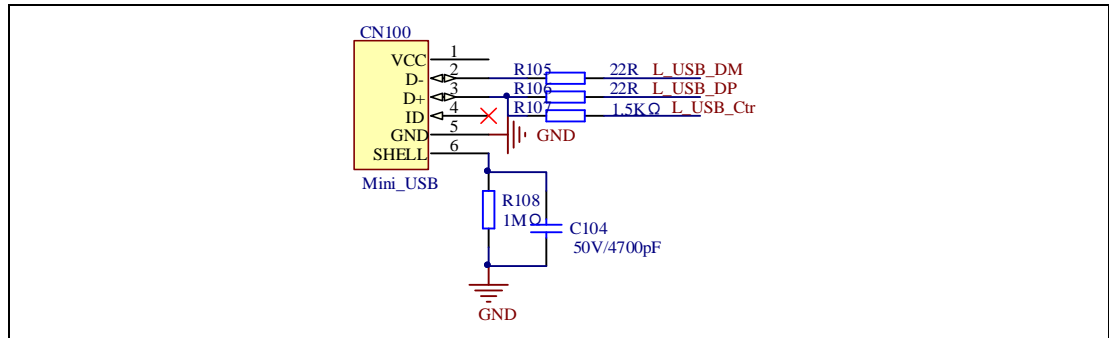 CN100
VCC 1
D- 2 R105 22R L_USB_DM
D+ 3 R106 22R L_USB_DP
ID 4 R107 1.5KΩ L_USB_Ctr
GND 5 GND
SHELL 6
Mini_USB
R108
1MΩ
C104
50V/4700pF
GND